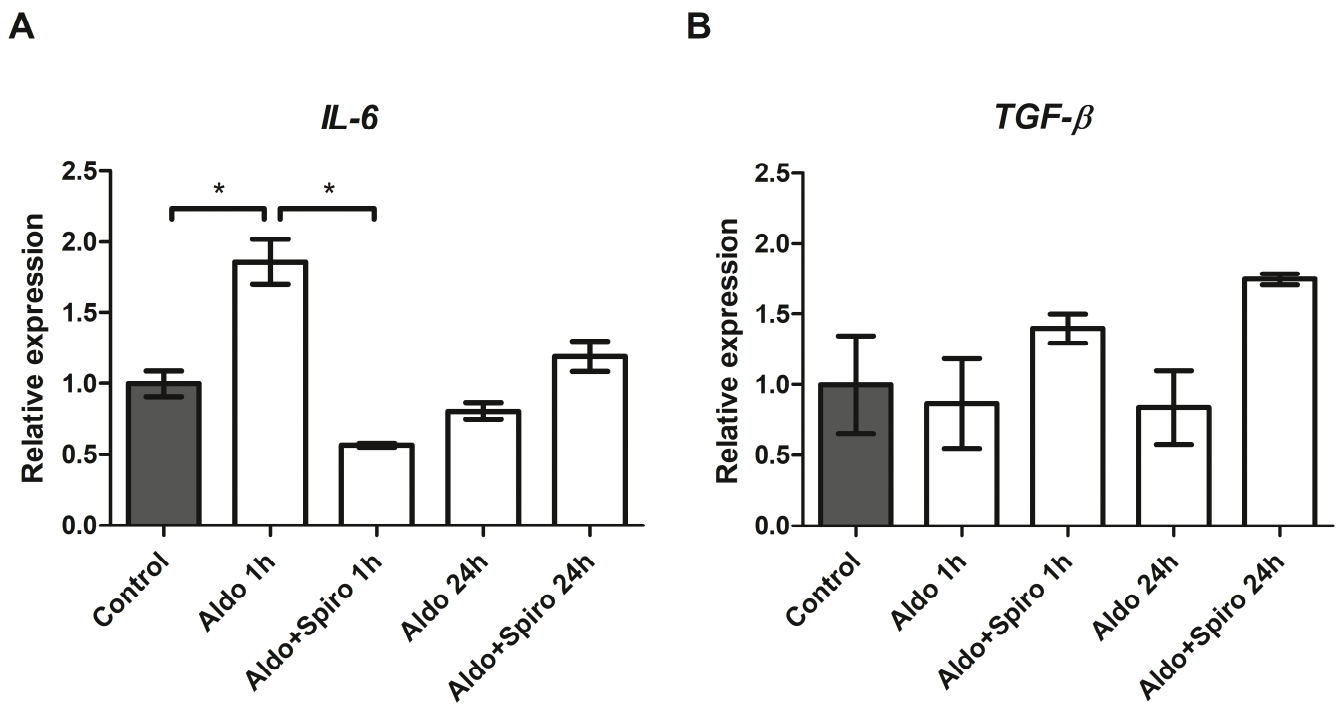 A
IL-6
Relative expression
2.5
2.0
1.5
1.0
0.5
0.0
* *
Control
Aldo 1h
Aldo+Spiro 1h
Aldo 24h
Aldo+Spiro 24h
B
TGF-β
Relative expression
2.5
2.0
1.5
1.0
0.5
0.0
Control
Aldo 1h
Aldo+Spiro 1h
Aldo 24h
Aldo+Spiro 24h